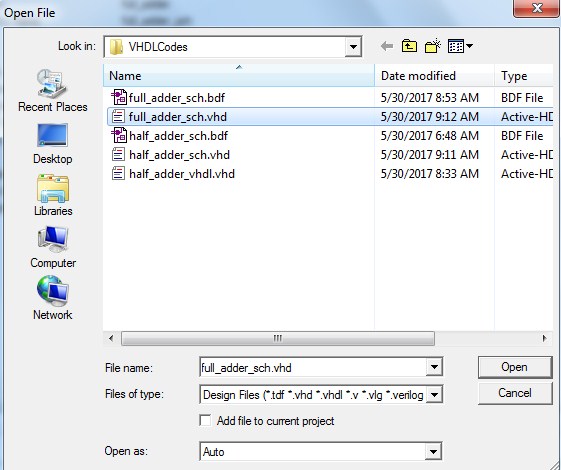 Open File
Look in: VHDLCodes
Name Date modified Type
full_adder_sch.bdf 5/30/2017 8:53 AM BDF File
full_adder_sch.vhd 5/30/2017 9:12 AM Active-HD
half_adder_sch.bdf 5/30/2017 6:48 AM BDF File
half_adder_sch.vhd 5/30/2017 9:11 AM Active-HD
half_adder_vhdl.vhd 5/30/2017 8:33 AM Active-HD
Recent Places
Desktop
Libraries
Computer
Network
File name: full_adder_sch.vhd Open
Files of type: Design Files (*.tdf *.vhd *.vhdl *.v *.vlg *.verilog Cancel
Add file to current project
Open as: Auto